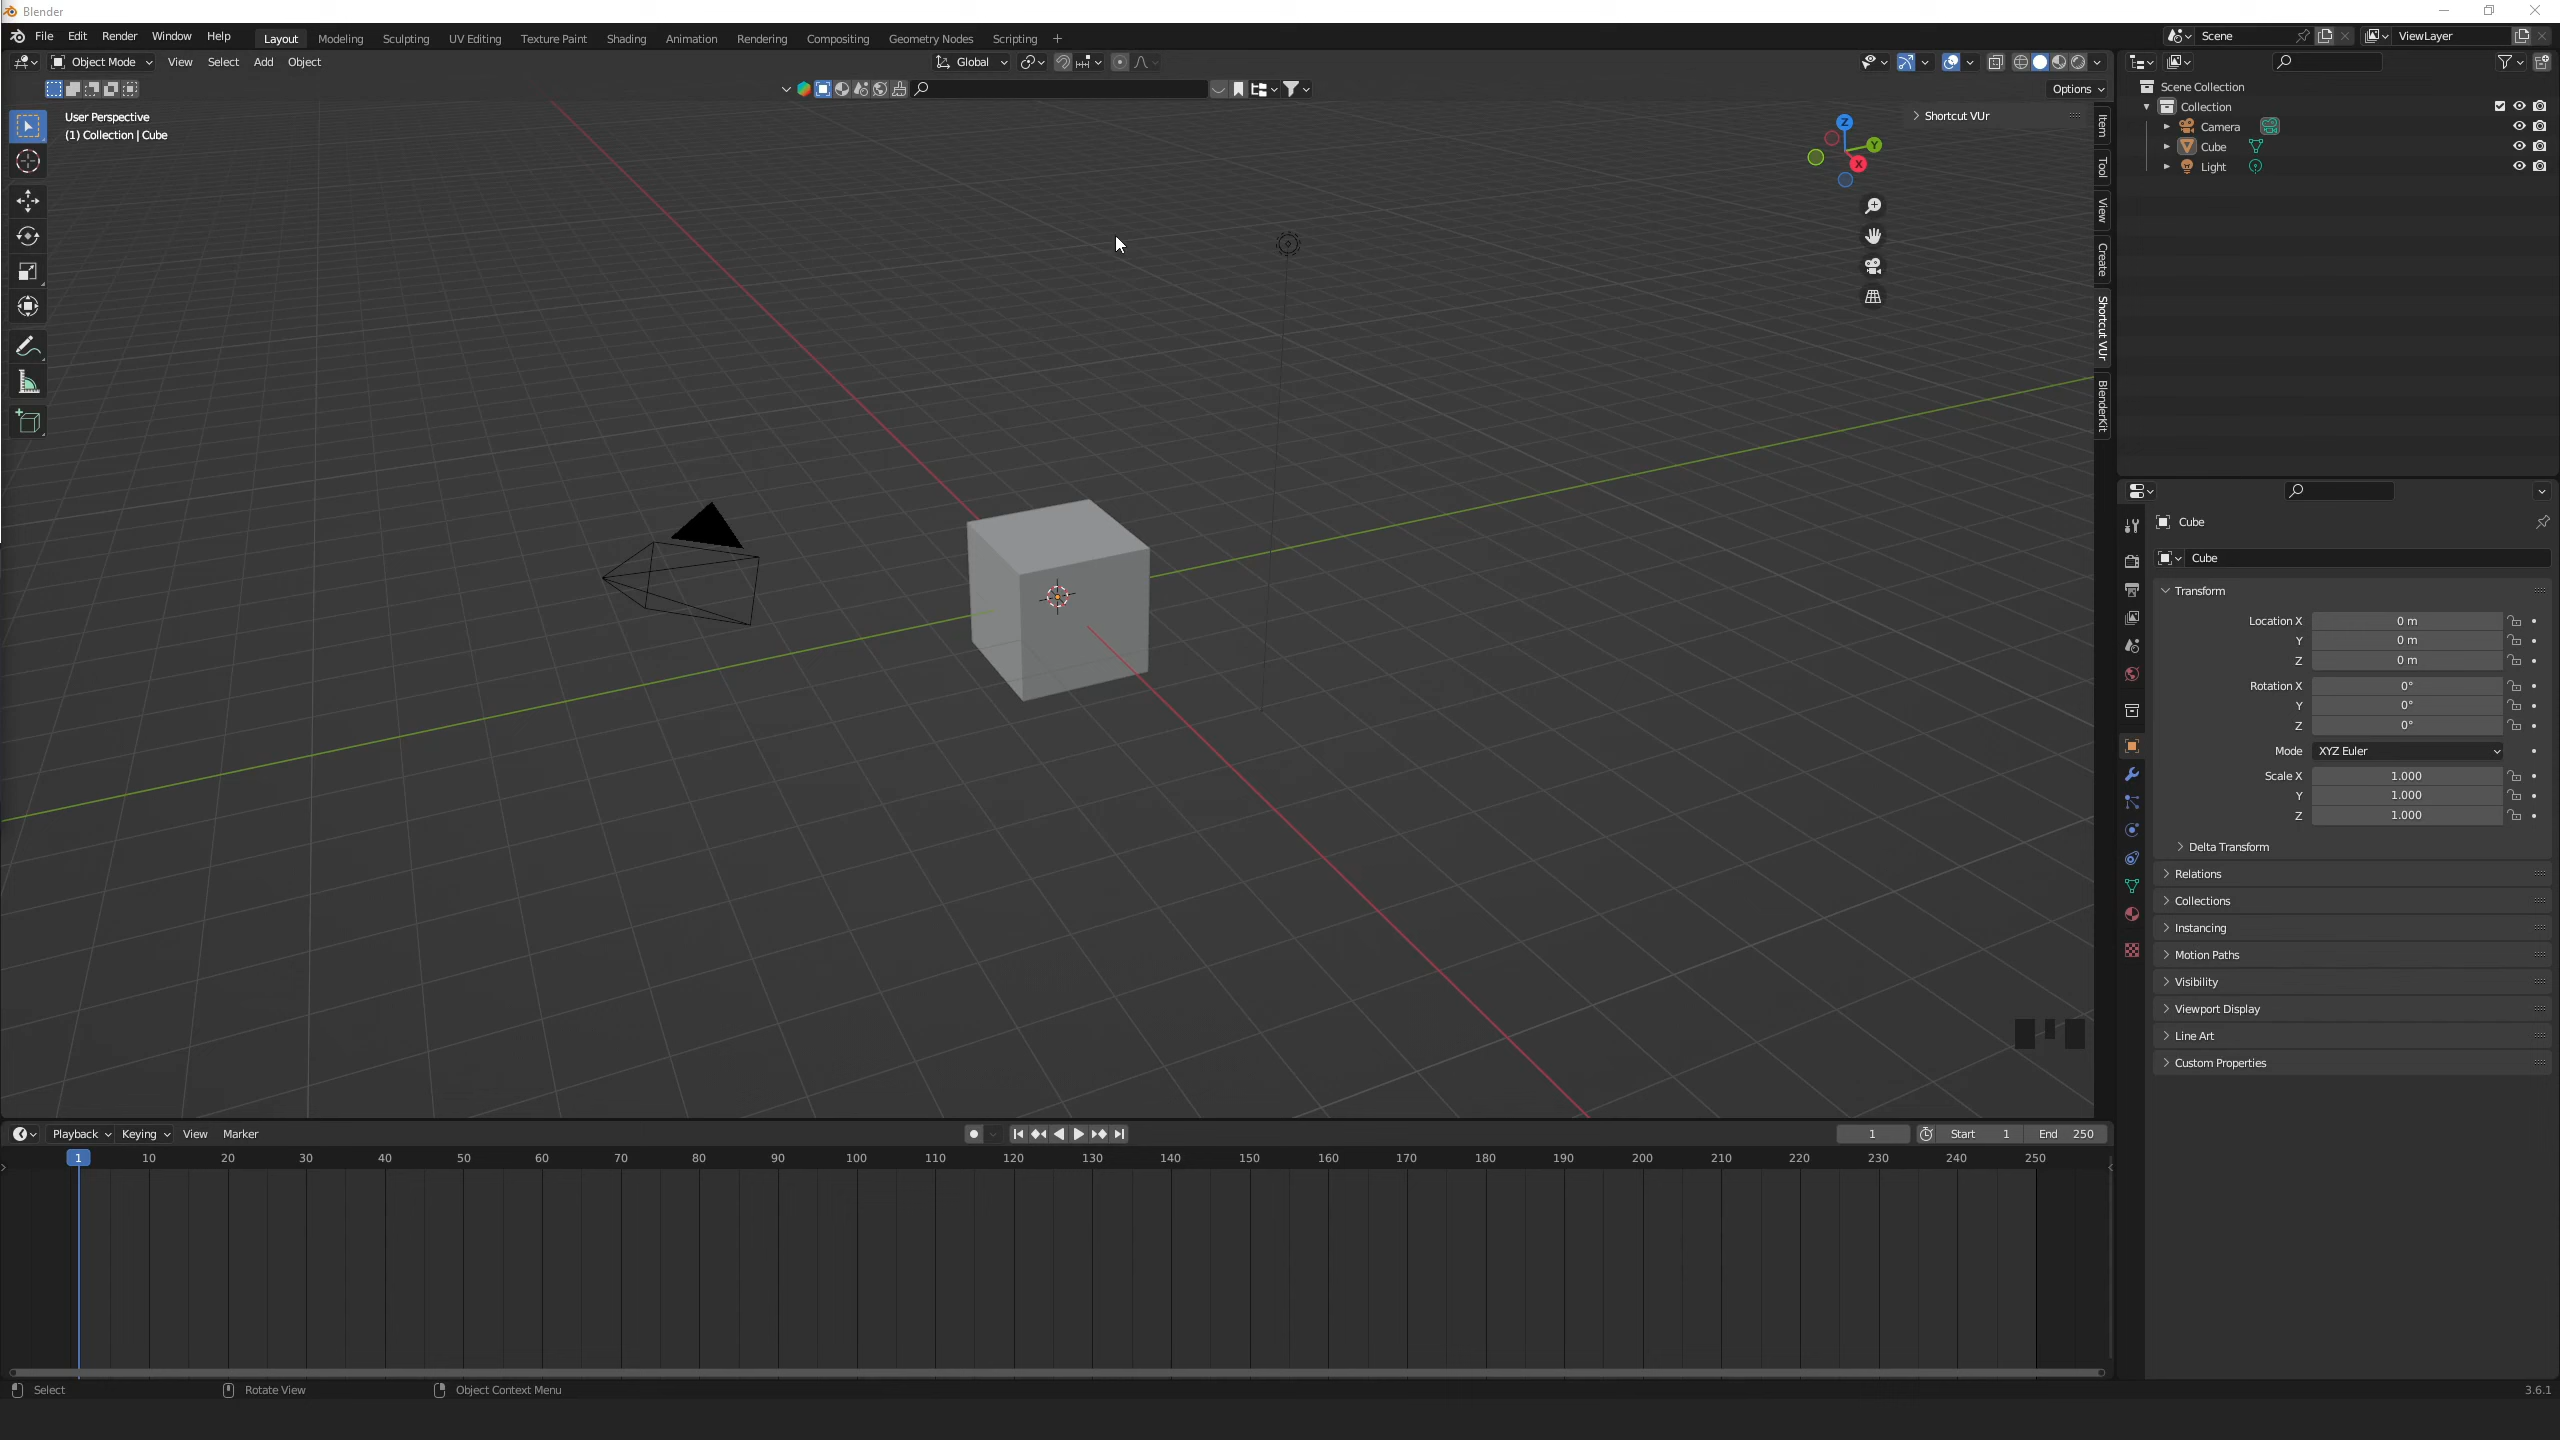 Blender
File Edit Render Window Help Layout Modeling Sculpting UV Editing Texture Paint Shading Animation Rendering Compositing Geometry Nodes Scripting + Scene ViewLayer
Object Mode View Select Add Object Global
Options
User Perspective
(1) Collection | Cube
Z
Y
X
Shortcut VUr
Item
Tool
View
Create
Shortcut VUr
BlenderKit
Scene Collection
Collection
Camera
Cube
Light
Cube
Cube
Transform
Location X 0 m
Y 0 m
Z 0 m
Rotation X 0°
Y 0°
Z 0°
Mode XYZ Euler
Scale X 1.000
Y 1.000
Z 1.000
Delta Transform
Relations
Collections
Instancing
Motion Paths
Visibility
Viewport Display
Line Art
Custom Properties
Playback Keying View Marker 1 Start 1 End 250
1 10 20 30 40 50 60 70 80 90 100 110 120 130 140 150 160 170 180 190 200 210 220 230 240 250
Select Rotate View Object Context Menu 3.6.1